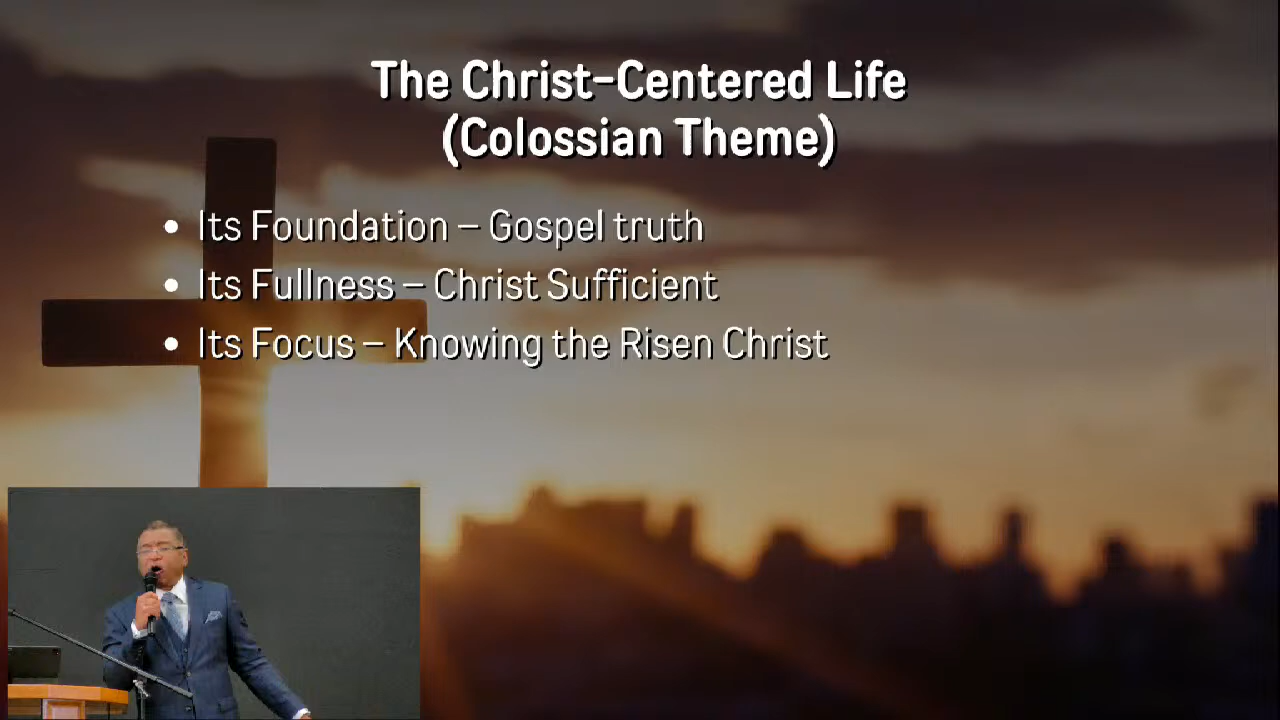 The Christ-Centered Life
(Colossian Theme)
• Its Foundation – Gospel truth
• Its Fullness – Christ Sufficient
• Its Focus – Knowing the Risen Christ